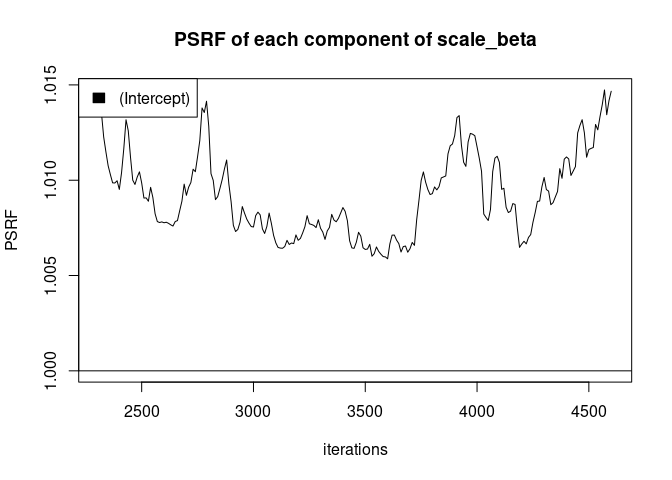 PSRF of each component of scale_beta
(Intercept)
PSRF
1.015
1.010
1.005
1.000
2500 3000 3500 4000 4500
iterations